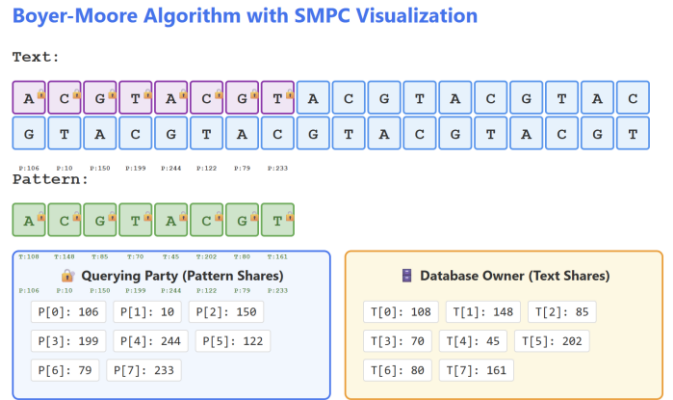 Boyer-Moore Algorithm with SMPC Visualization
Text:
A C G T A C G T A C G T A C G T A C
G T A C G T A C G T A C G T A C G T
P:106 P:10 P:150 P:199 P:244 P:122 P:79 P:233
Pattern:
A C G T A C G T
T:108 T:148 T:85 T:70 T:45 T:202 T:80 T:161
Querying Party (Pattern Shares)
P:106 P:10 P:150 P:199 P:244 P:122 P:79 P:233
P[0]: 106 P[1]: 10 P[2]: 150
P[3]: 199 P[4]: 244 P[5]: 122
P[6]: 79 P[7]: 233
Database Owner (Text Shares)
T[0]: 108 T[1]: 148 T[2]: 85
T[3]: 70 T[4]: 45 T[5]: 202
T[6]: 80 T[7]: 161